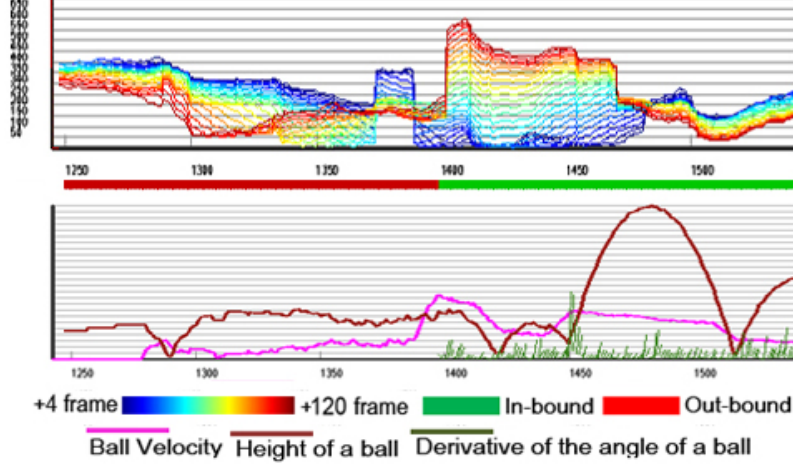 1250 1300 1350 1400 1450 1500
1250 1300 1350 1400 1450 1500
+4 frame +120 frame In-bound Out-bound
Ball Velocity Height of a ball Derivative of the angle of a ball